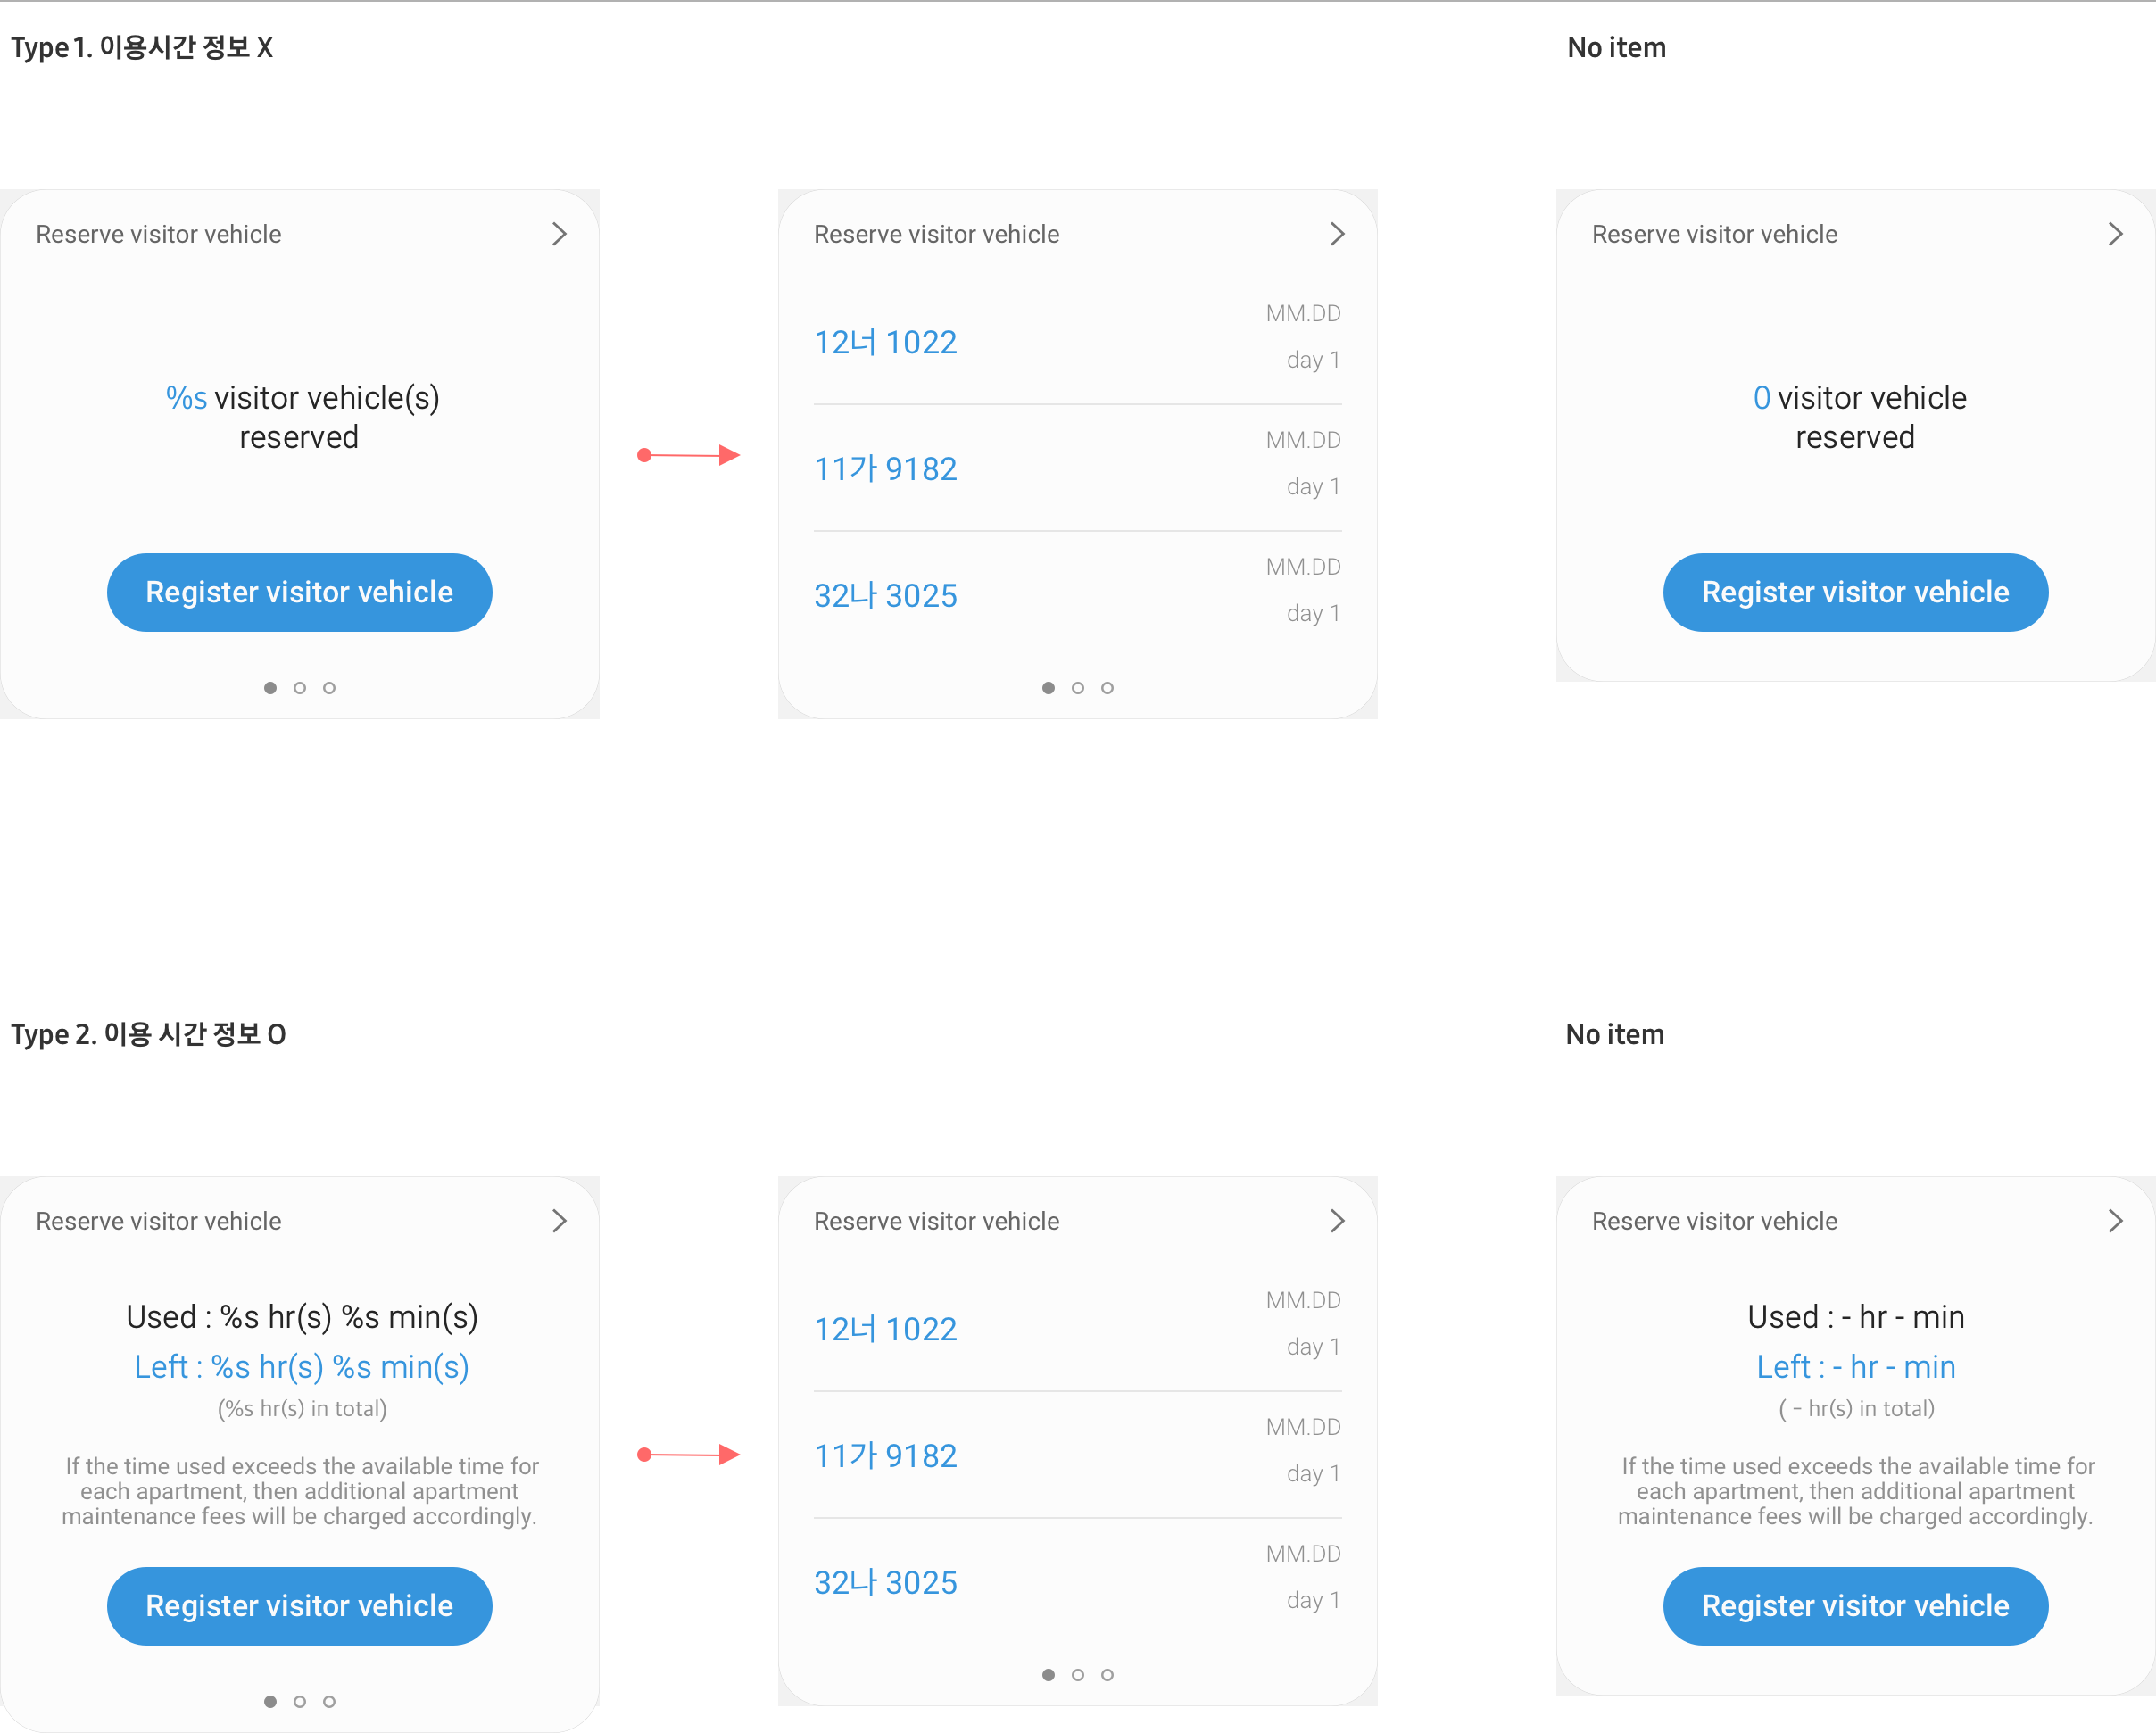 Type 1. 이용시간 정보 X
No item
Reserve visitor vehicle
%s visitor vehicle(s)
reserved
Register visitor vehicle
Reserve visitor vehicle
12너 1022
MM.DD
day 1
11가 9182
MM.DD
day 1
32나 3025
MM.DD
day 1
Reserve visitor vehicle
0 visitor vehicle
reserved
Register visitor vehicle
Type 2. 이용 시간 정보 O
No item
Reserve visitor vehicle
Used : %s hr(s) %s min(s)
Left : %s hr(s) %s min(s)
(%s hr(s) in total)
If the time used exceeds the available time for
each apartment, then additional apartment
maintenance fees will be charged accordingly.
Register visitor vehicle
Reserve visitor vehicle
12너 1022
MM.DD
day 1
11가 9182
MM.DD
day 1
32나 3025
MM.DD
day 1
Reserve visitor vehicle
Used : - hr - min
Left : - hr - min
( - hr(s) in total)
If the time used exceeds the available time for
each apartment, then additional apartment
maintenance fees will be charged accordingly.
Register visitor vehicle